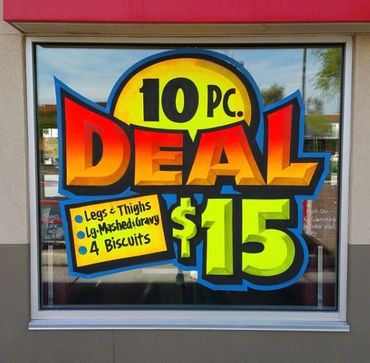 10 PC.
DEAL
Legs & Thighs
Lg. Mashed & Gravy
4 Biscuits
$15